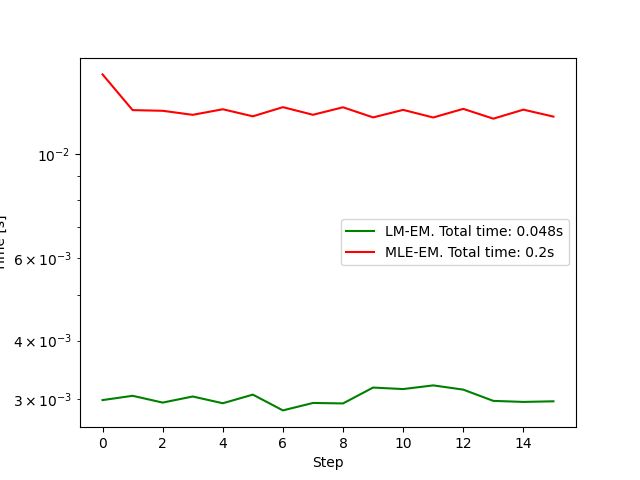 10⁻²
6 × 10⁻³
4 × 10⁻³
3 × 10⁻³
Time [s]
LM-EM. Total time: 0.048s
MLE-EM. Total time: 0.2s
0 2 4 6 8 10 12 14
Step